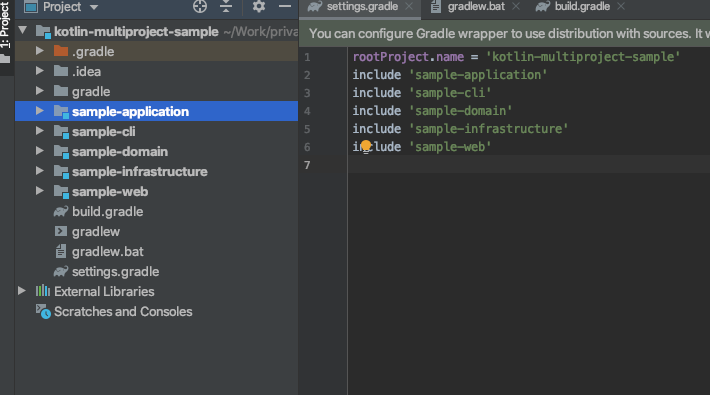 1: Project
Project
kotlin-multiproject-sample ~/Work/priva
.gradle
.idea
gradle
sample-application
sample-cli
sample-domain
sample-infrastructure
sample-web
build.gradle
gradlew
gradlew.bat
settings.gradle
External Libraries
Scratches and Consoles
settings.gradle
gradlew.bat
build.gradle
You can configure Gradle wrapper to use distribution with sources. It w
1 rootProject.name = 'kotlin-multiproject-sample'
2 include 'sample-application'
3 include 'sample-cli'
4 include 'sample-domain'
5 include 'sample-infrastructure'
6 include 'sample-web'
7